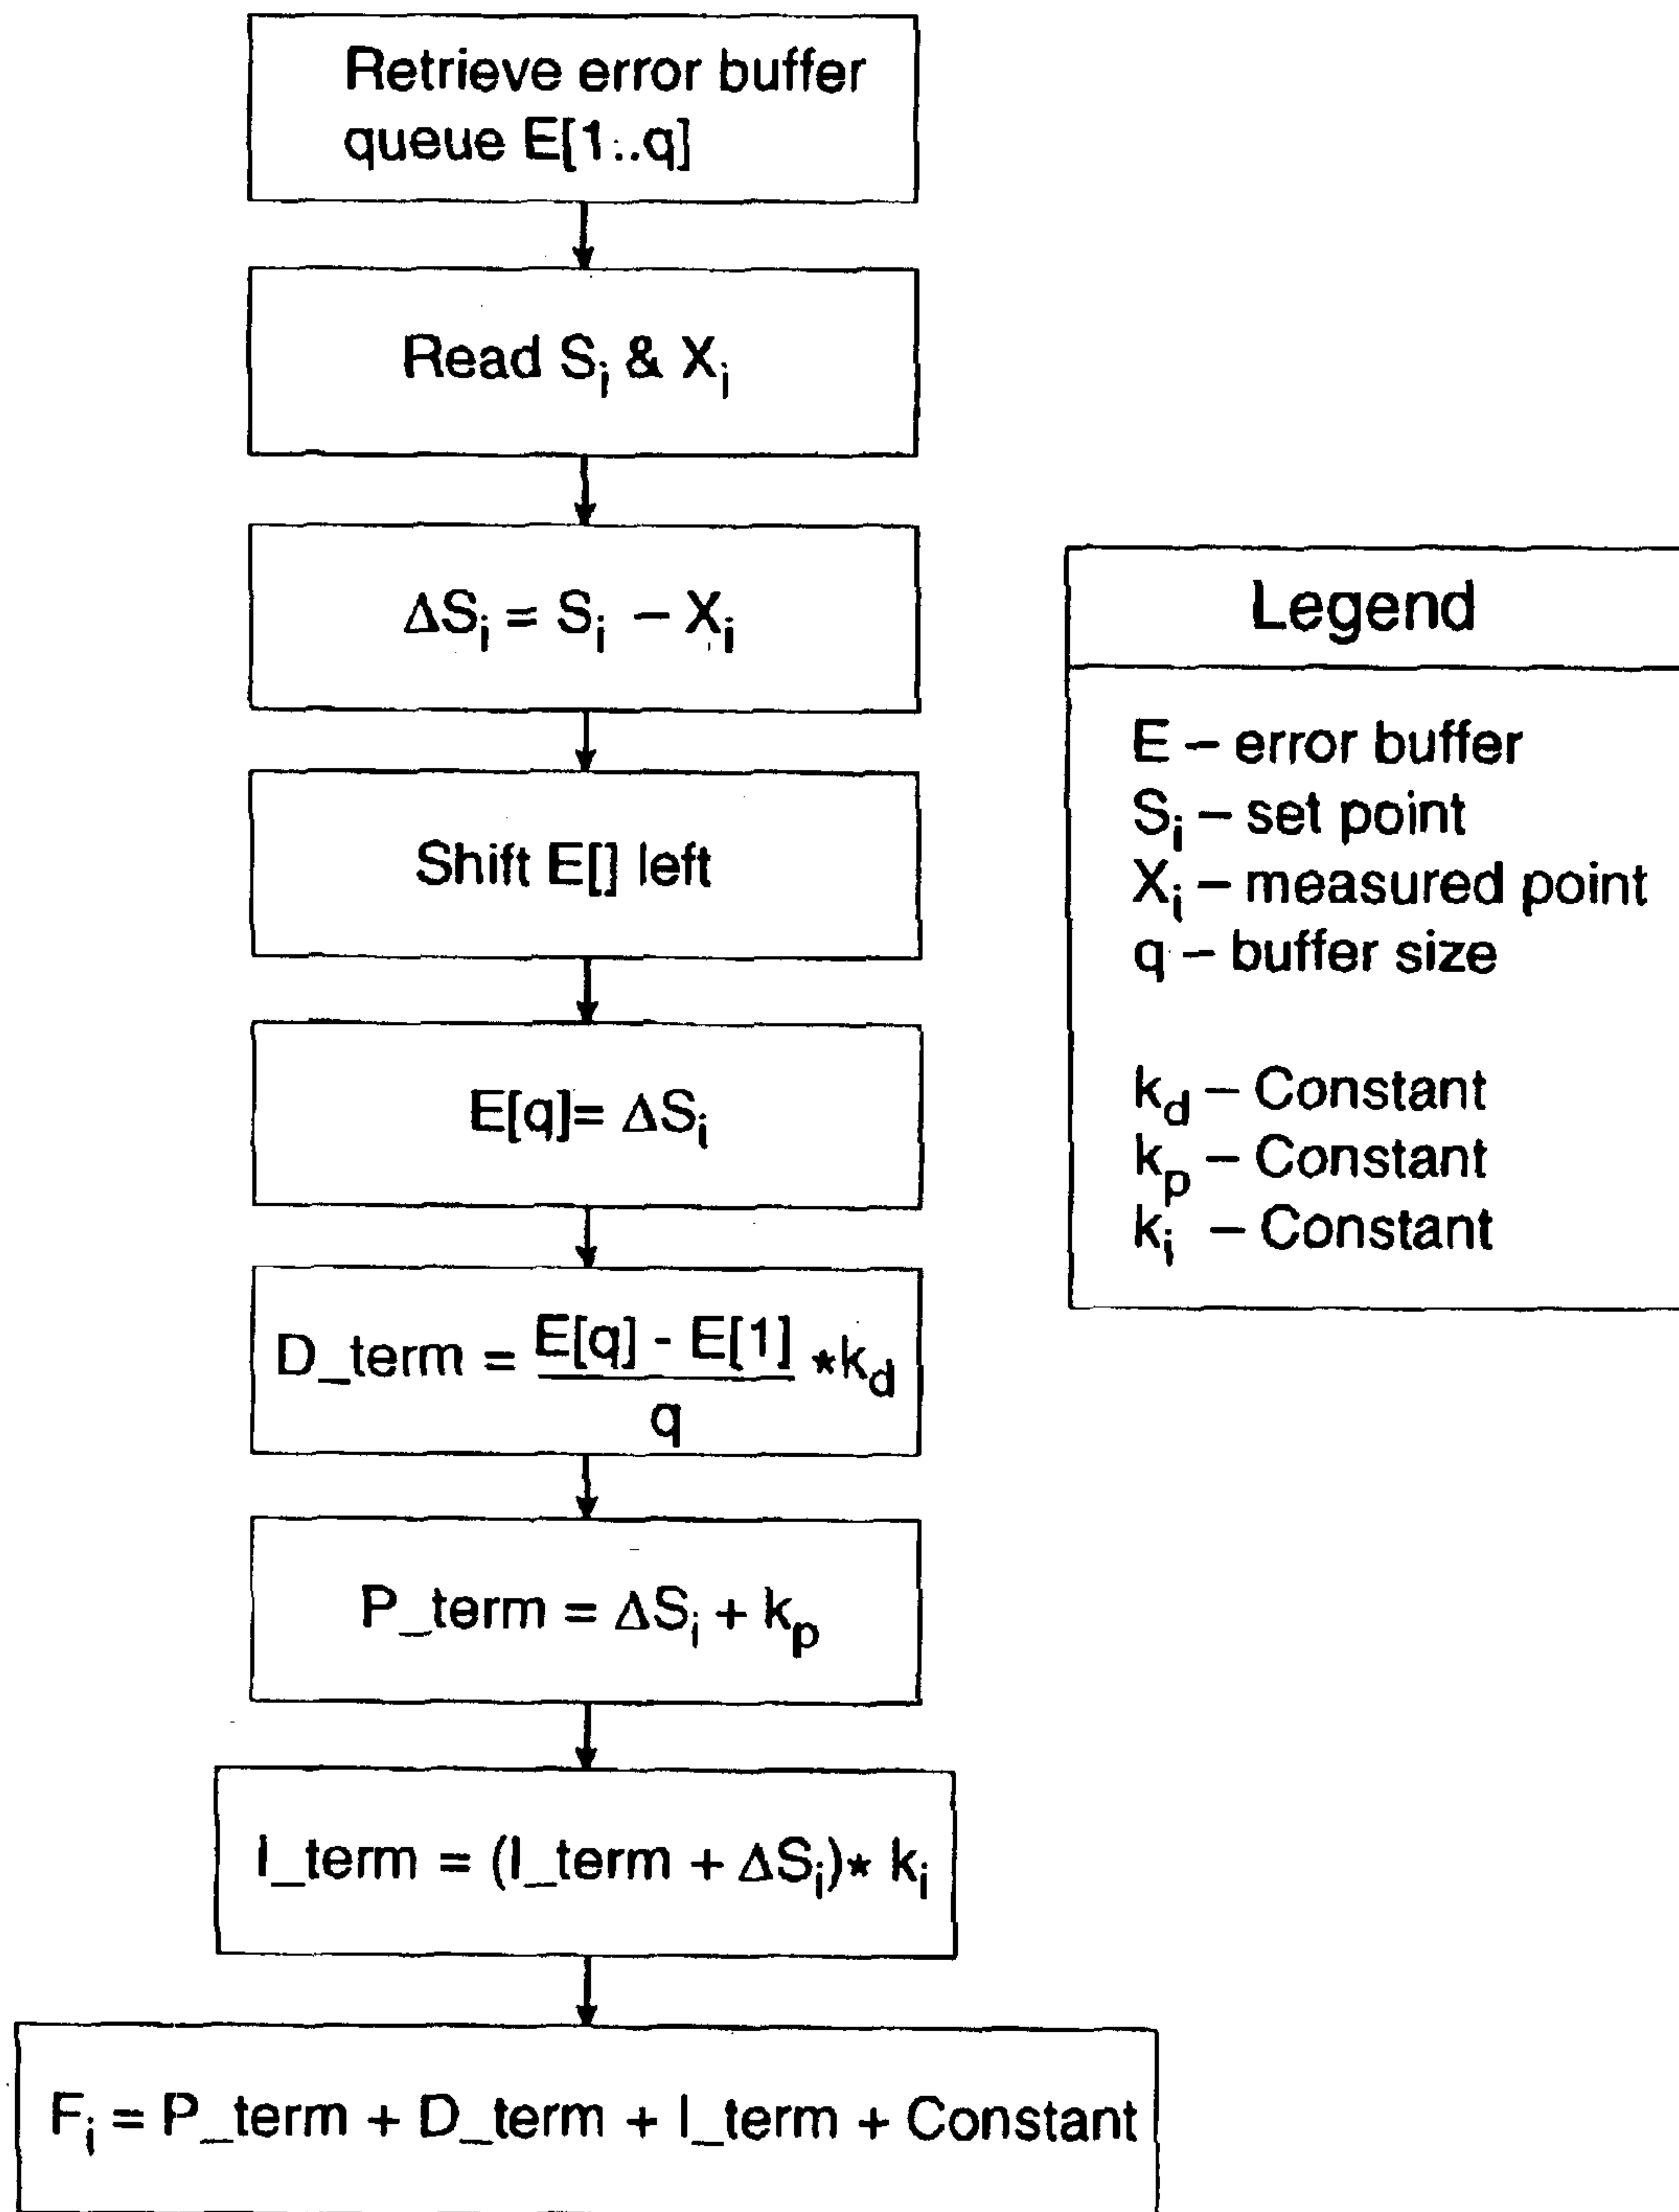 Retrieve error buffer
queue E[1..q]
Read Sᵢ & Xᵢ
ΔSᵢ = Sᵢ – Xᵢ
Shift E[] left
E[q]= ΔSᵢ
D_term = (E[q] - E[1])/q *k_d
P_term = ΔSᵢ + kₚ
I_term = (I_term + ΔSᵢ)* kᵢ
Fᵢ = P_term + D_term + I_term + Constant
Legend
E – error buffer
Sᵢ – set point
Xᵢ – measured point
q – buffer size
k_d – Constant
kₚ – Constant
kᵢ – Constant